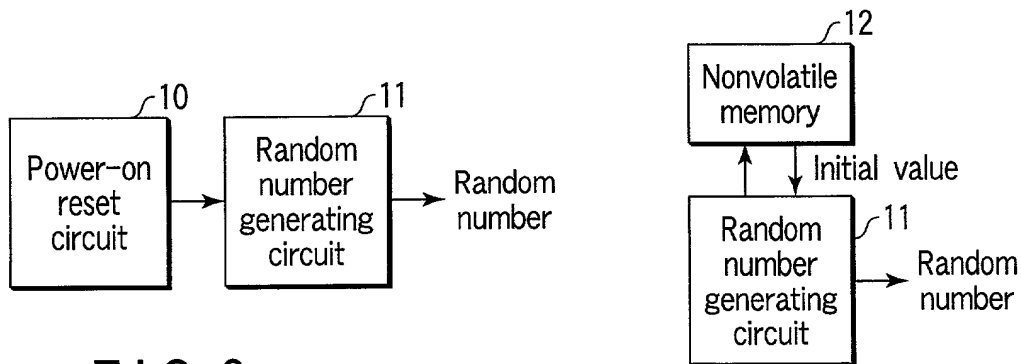 10
Power-on
reset
circuit
11
Random
number
generating
circuit
Random
number
12
Nonvolatile
memory
Initial value
11
Random
number
generating
circuit
Random
number